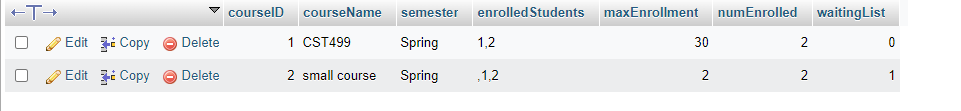 courseID courseName semester enrolledStudents maxEnrollment numEnrolled waitingList
Edit Copy Delete 1 CST499 Spring 1,2 30 2 0
Edit Copy Delete 2 small course Spring ,1,2 2 2 1